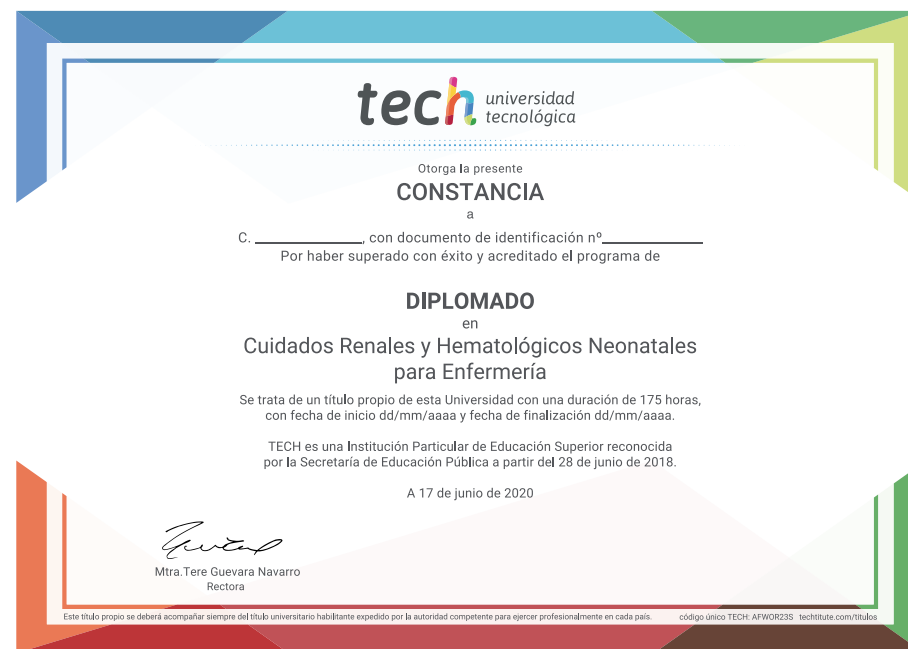 tech universidad
tecnológica
Otorga la presente
CONSTANCIA
a
C. ____________, con documento de identificación nº____________
Por haber superado con éxito y acreditado el programa de
DIPLOMADO
en
Cuidados Renales y Hematológicos Neonatales
para Enfermería
Se trata de un título propio de esta Universidad con una duración de 175 horas,
con fecha de inicio dd/mm/aaaa y fecha de finalización dd/mm/aaaa.
TECH es una Institución Particular de Educación Superior reconocida
por la Secretaría de Educación Pública a partir del 28 de junio de 2018.
A 17 de junio de 2020
Mtra.Tere Guevara Navarro
Rectora
Este título propio se deberá acompañar siempre del título universitario habilitante expedido por la autoridad competente para ejercer profesionalmente en cada país. código único TECH: AFWOR23S techtitute.com/titulos